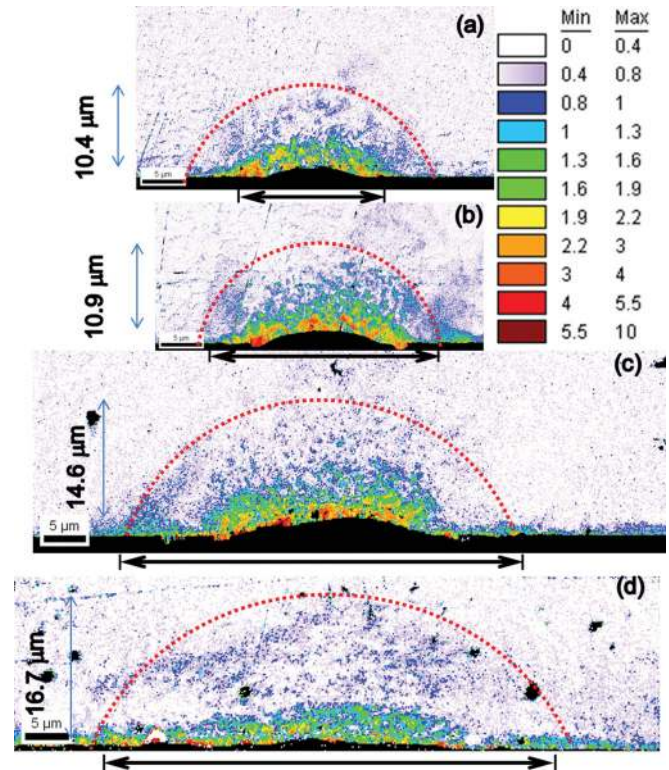 (a)
10.4 µm
5 µm
(b)
10.9 µm
5 µm
(c)
14.6 µm
5 µm
(d)
16.7 µm
5 µm
Min Max
0 0.4
0.4 0.8
0.8 1
1 1.3
1.3 1.6
1.6 1.9
1.9 2.2
2.2 3
3 4
4 5.5
5.5 10